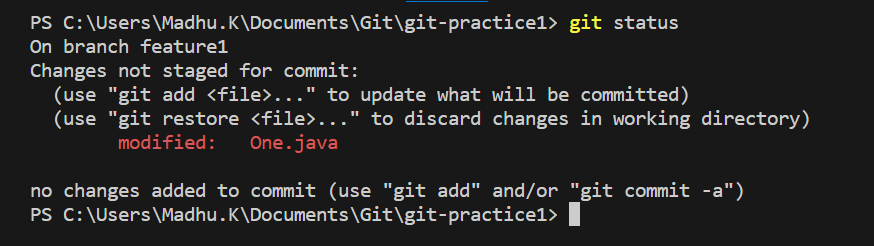 PS C:\Users\Madhu.K\Documents\Git\git-practice1> git status
On branch feature1
Changes not staged for commit:
  (use "git add <file>..." to update what will be committed)
  (use "git restore <file>..." to discard changes in working directory)
        modified:   One.java

no changes added to commit (use "git add" and/or "git commit -a")
PS C:\Users\Madhu.K\Documents\Git\git-practice1>